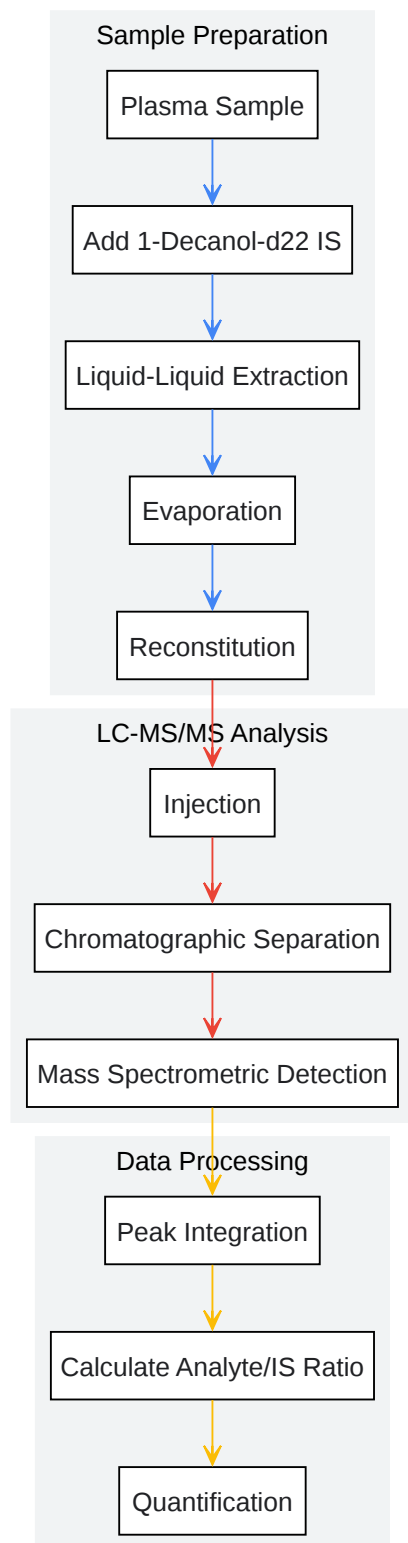 Sample Preparation
Plasma Sample
Add 1-Decanol-d22 IS
Liquid-Liquid Extraction
Evaporation
Reconstitution
LC-MS/MS Analysis
Injection
Chromatographic Separation
Mass Spectrometric Detection
Data Processing
Peak Integration
Calculate Analyte/IS Ratio
Quantification